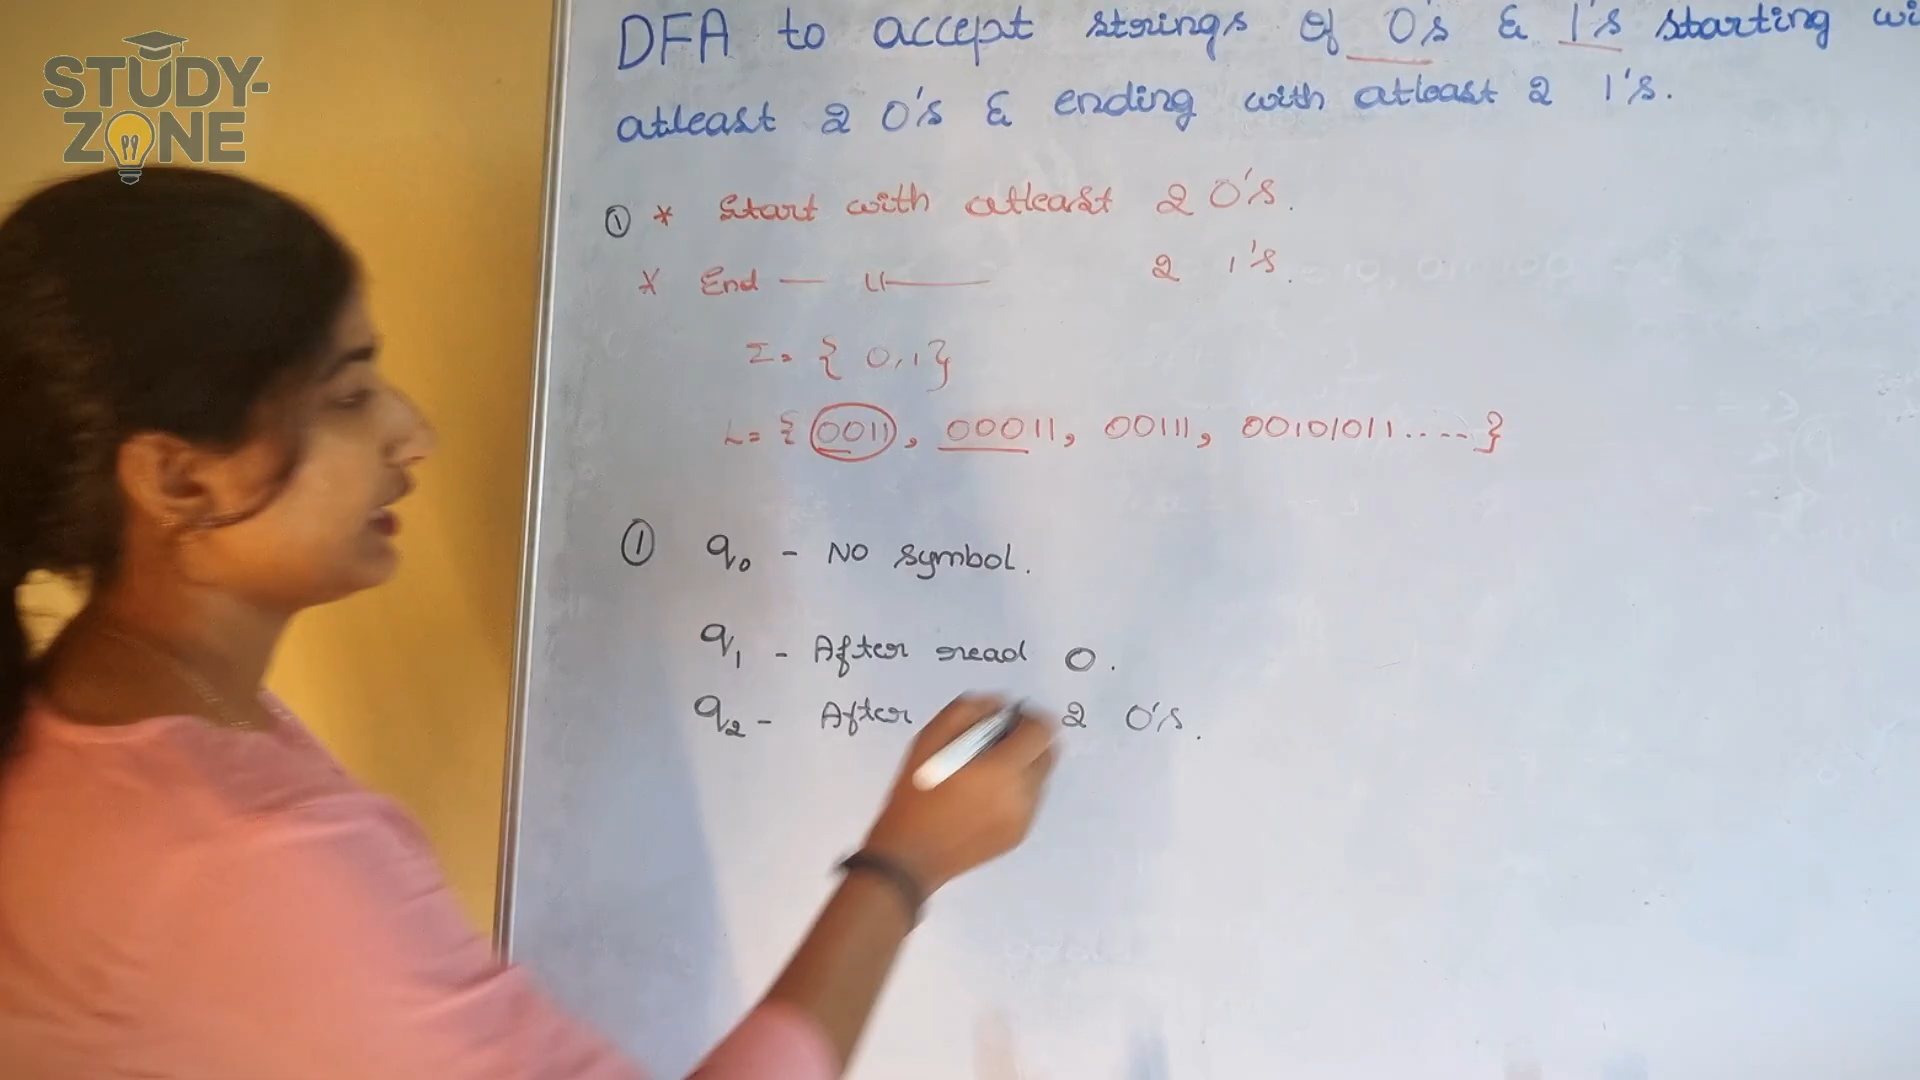 STUDY-
ZONE
DFA to accept strings of 0's & 1's starting
atleast 2 0's & ending with atleast 2 1's.
① * Start with atleast 2 0's.
* End — 〃 — 2 1's.
Σ = { 0,1}
L = { 0011, 00011, 00111, 00101011..... }
① q₀ - No symbol.
q₁ - After read 0.
q₂ - After 2 0's.